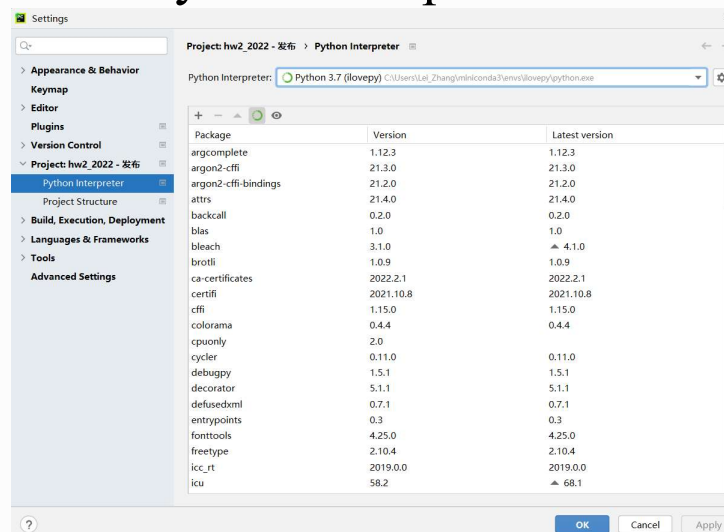 Settings
Project: hw2_2022 - 发布 > Python Interpreter
Appearance & Behavior
Keymap
Editor
Plugins
Version Control
Project: hw2_2022 - 发布
Python Interpreter
Project Structure
Build, Execution, Deployment
Languages & Frameworks
Tools
Advanced Settings
Python Interpreter: Python 3.7 (ilovepy) C:\Users\Lei_Zhang\miniconda3\envs\ilovepy\python.exe
Package Version Latest version
argcomplete 1.12.3 1.12.3
argon2-cffi 21.3.0 21.3.0
argon2-cffi-bindings 21.2.0 21.2.0
attrs 21.4.0 21.4.0
backcall 0.2.0 0.2.0
blas 1.0 1.0
bleach 3.1.0 4.1.0
brotli 1.0.9 1.0.9
ca-certificates 2022.2.1 2022.2.1
certifi 2021.10.8 2021.10.8
cffi 1.15.0 1.15.0
colorama 0.4.4 0.4.4
cpuonly 2.0
cycler 0.11.0 0.11.0
debugpy 1.5.1 1.5.1
decorator 5.1.1 5.1.1
defusedxml 0.7.1 0.7.1
entrypoints 0.3 0.3
fonttools 4.25.0 4.25.0
freetype 2.10.4 2.10.4
icc_rt 2019.0.0 2019.0.0
icu 58.2 68.1
? OK Cancel Apply